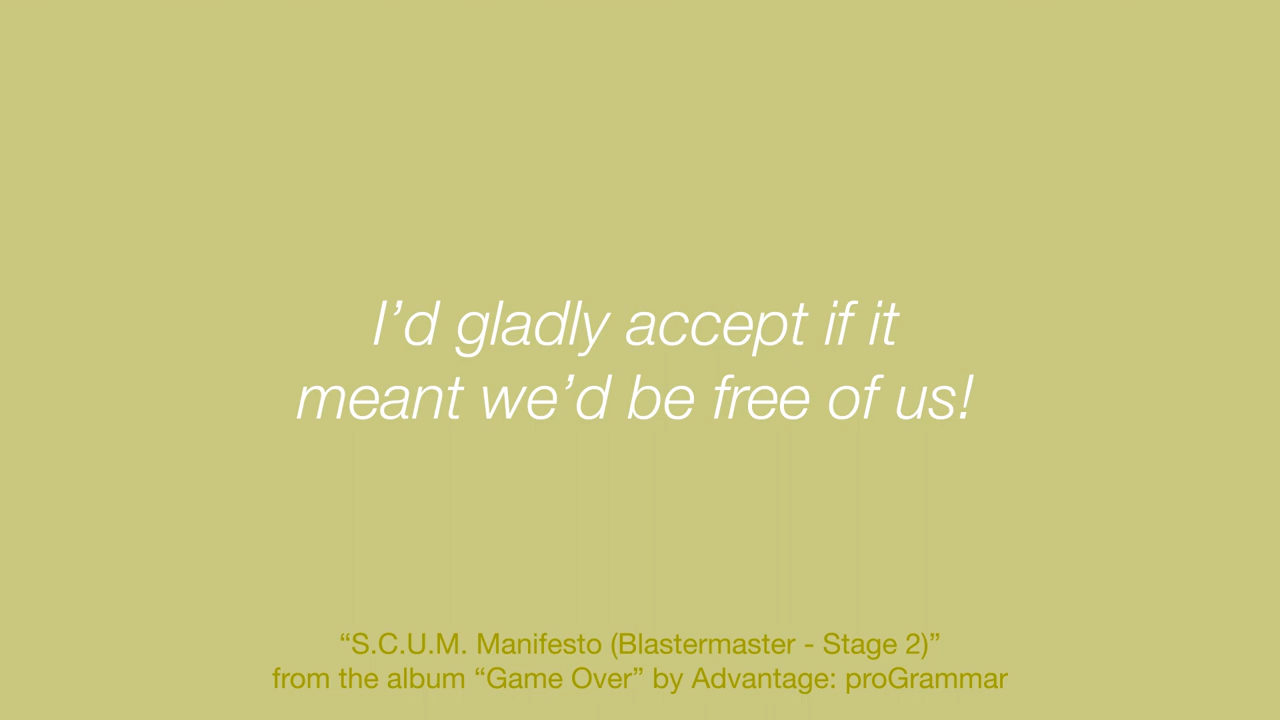 I’d gladly accept if it
meant we’d be free of us!
“S.C.U.M. Manifesto (Blastermaster - Stage 2)”
from the album “Game Over” by Advantage: proGrammar